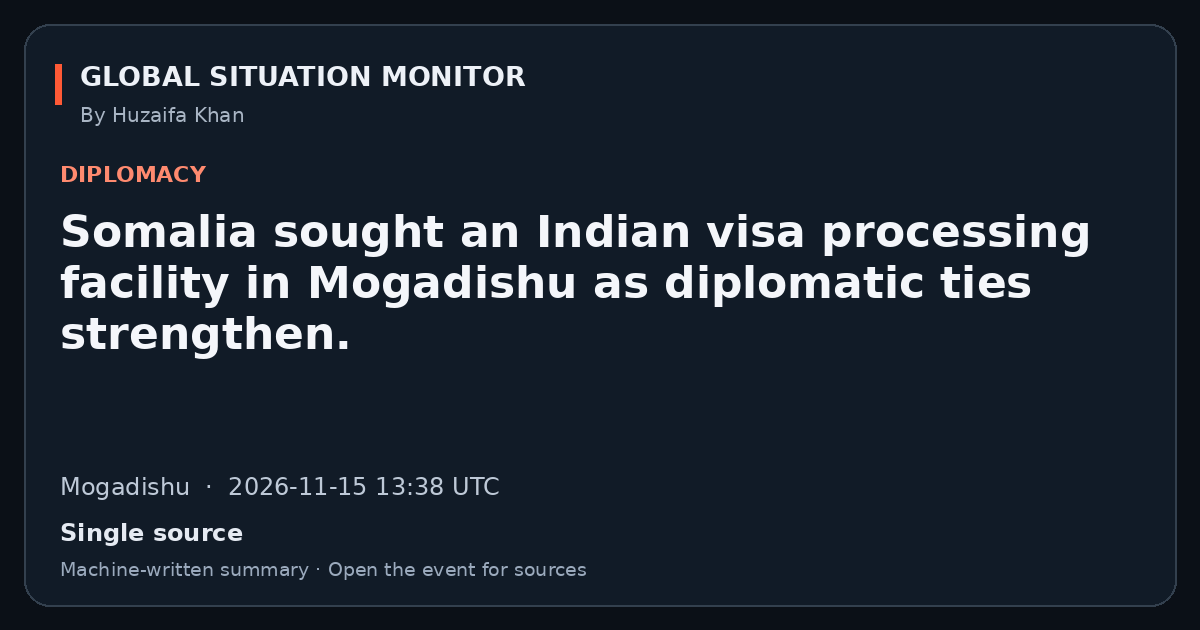 GLOBAL SITUATION MONITOR
By Huzaifa Khan
DIPLOMACY
Somalia sought an Indian visa processing
facility in Mogadishu as diplomatic ties
strengthen.
Mogadishu · 2026-11-15 13:38 UTC
Single source
Machine-written summary · Open the event for sources